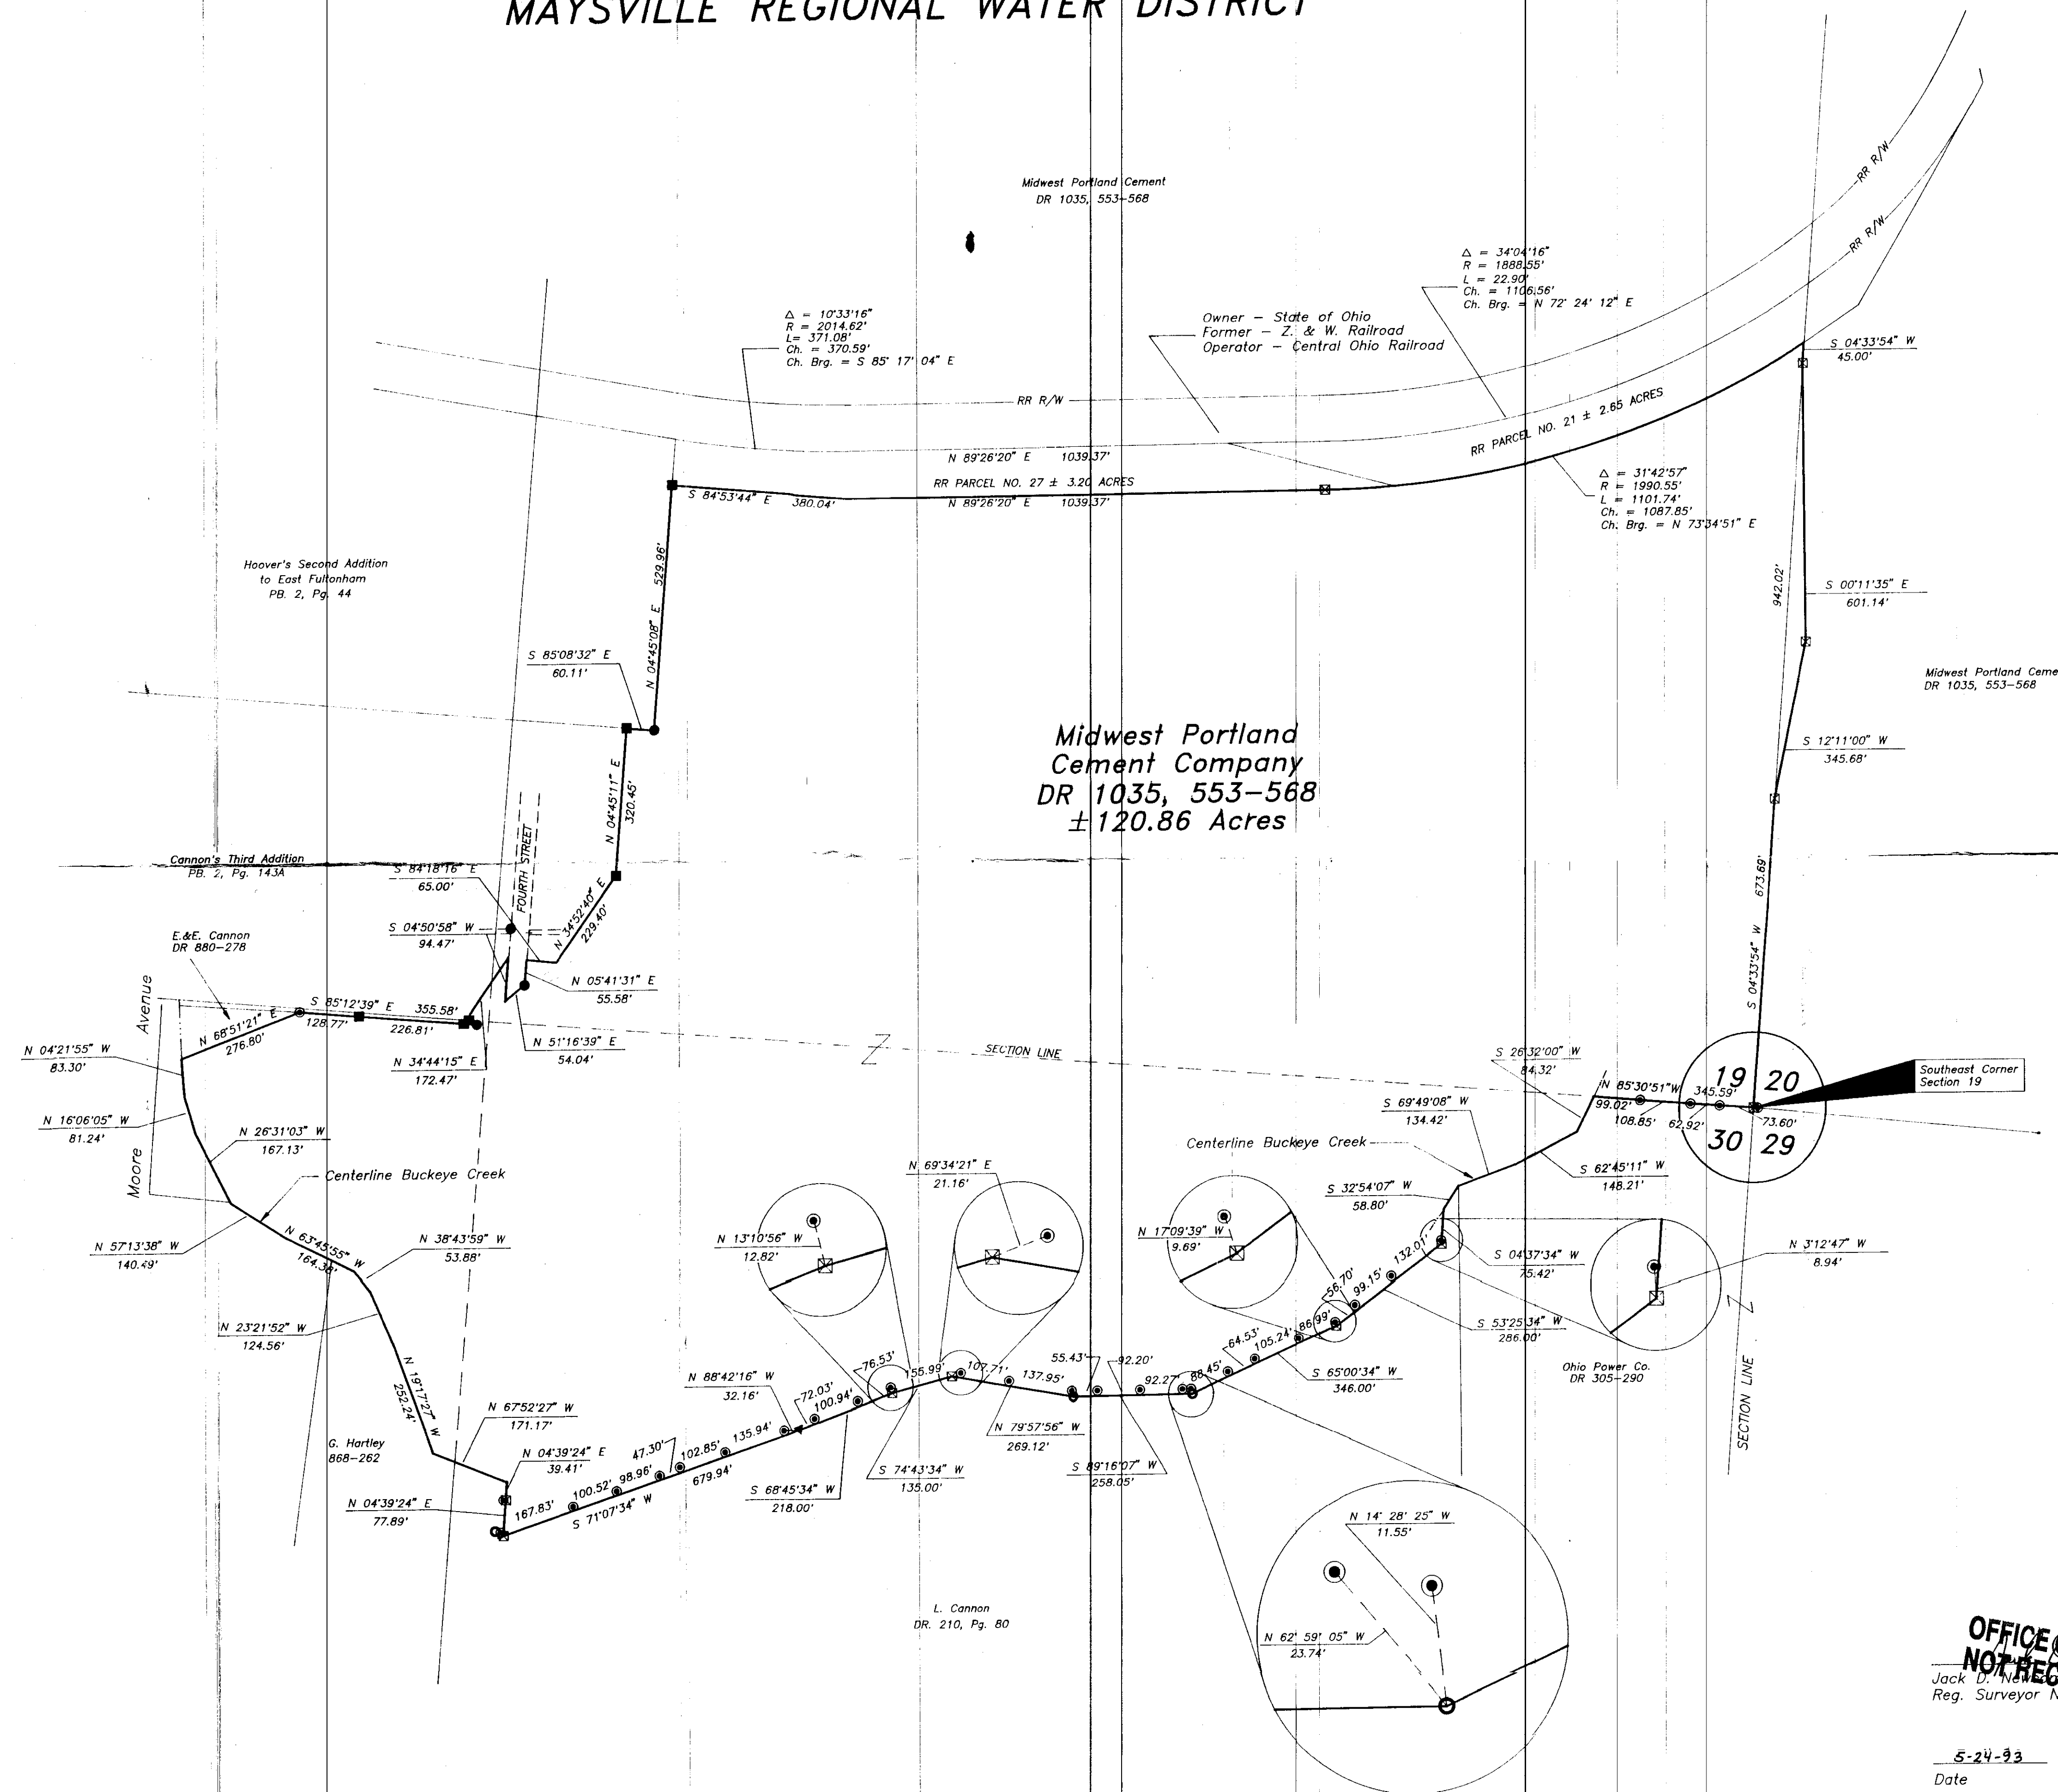 MAYSVILLE REGIONAL WATER DISTRICT
Midwest Portland Cement
DR 1035, 553-568
RR R/W
RR R/W
Δ = 34°04'16"
R = 1888.55'
L = 22.90'
Ch. = 1106.56'
Ch. Brg. = N 72° 24' 12" E
Δ = 10°33'16"
R = 2014.62'
L= 371.08'
Ch. = 370.59'
Ch. Brg. = S 85° 17' 04" E
Owner - State of Ohio
Former - Z. & W. Railroad
Operator - Central Ohio Railroad
S 04°33'54" W
45.00'
RR R/W
RR PARCEL NO. 21 ± 2.65 ACRES
N 89°26'20" E 1039.37'
RR PARCEL NO. 27 ± 3.20 ACRES
S 84°53'44" E 380.04'
N 89°26'20" E 1039.37'
Δ = 31°42'57"
R = 1990.55'
L = 1101.74'
Ch. = 1087.85'
Ch. Brg. = N 73°34'51" E
Hoover's Second Addition
to East Fultonham
PB. 2, Pg. 44
N 04°45'08" E 529.96'
942.02'
S 00°11'35" E
601.14'
S 85°08'32" E
60.11'
Midwest Portland Ceme
DR 1035, 553-568
Midwest Portland
Cement Company
DR 1035, 553-568
±120.86 Acres
S 12°11'00" W
345.68'
N 04°45'11" E
320.45'
FOURTH STREET
Cannon's Third Addition
PB. 2, Pg. 143A
S 84°18'16" E
65.00'
N 34°52'40" E
229.40'
S 04°33'54" W 673.69'
S 04°50'58" W
94.47'
E.&E. Cannon
DR 880-278
N 05°41'31" E
55.58'
Moore Avenue
S 85°12'39" E 355.58'
128.77'
226.81'
N 68°51'21" E
276.80'
N 51°16'39" E
54.04'
N 34°44'15" E
172.47'
SECTION LINE
N 04°21'55" W
83.30'
N 16°06'05" W
81.24'
N 26°31'03" W
167.13'
Centerline Buckeye Creek
N 57°13'38" W
140.49'
N 63°45'55" W
164.38'
N 38°43'59" W
53.88'
N 23°21'52" W
124.56'
N 19°17'27" W
252.24'
N 67°52'27" W
171.17'
G. Hartley
868-262
N 04°39'24" E
39.41'
N 04°39'24" E
77.89'
S 26°32'00" W
84.32'
N 85°30'51"W 345.59'
99.02'
108.85'
62.92'
73.60'
19 20
30 29
Southeast Corner
Section 19
S 69°49'08" W
134.42'
Centerline Buckeye Creek
S 62°45'11" W
148.21'
S 32°54'07" W
58.80'
N 69°34'21" E
21.16'
N 13°10'56" W
12.82'
N 17°09'39" W
9.69'
S 04°37'34" W
75.42'
N 3°12'47" W
8.94'
132.01'
99.15'
56.70'
S 53°25'34" W
286.00'
86.99'
105.24'
64.53'
88.45'
S 65°00'34" W
346.00'
Ohio Power Co.
DR 305-290
SECTION LINE
92.27'
92.20'
55.43'
137.95'
107.71'
155.99'
76.53'
N 88°42'16" W
32.16'
72.03'
100.94'
135.94'
N 79°57'56" W
269.12'
S 89°16'07" W
258.05'
S 74°43'34" W
135.00'
S 68°45'34" W
218.00'
47.30'
102.85'
98.96'
100.52'
167.83'
679.94'
S 71°07'34" W
N 14° 28' 25" W
11.55'
N 62° 59' 05" W
23.74'
L. Cannon
DR. 210, Pg. 80
OFFICE
NOT REC
Jack D.
Reg. Surveyor N
5-24-93
Date